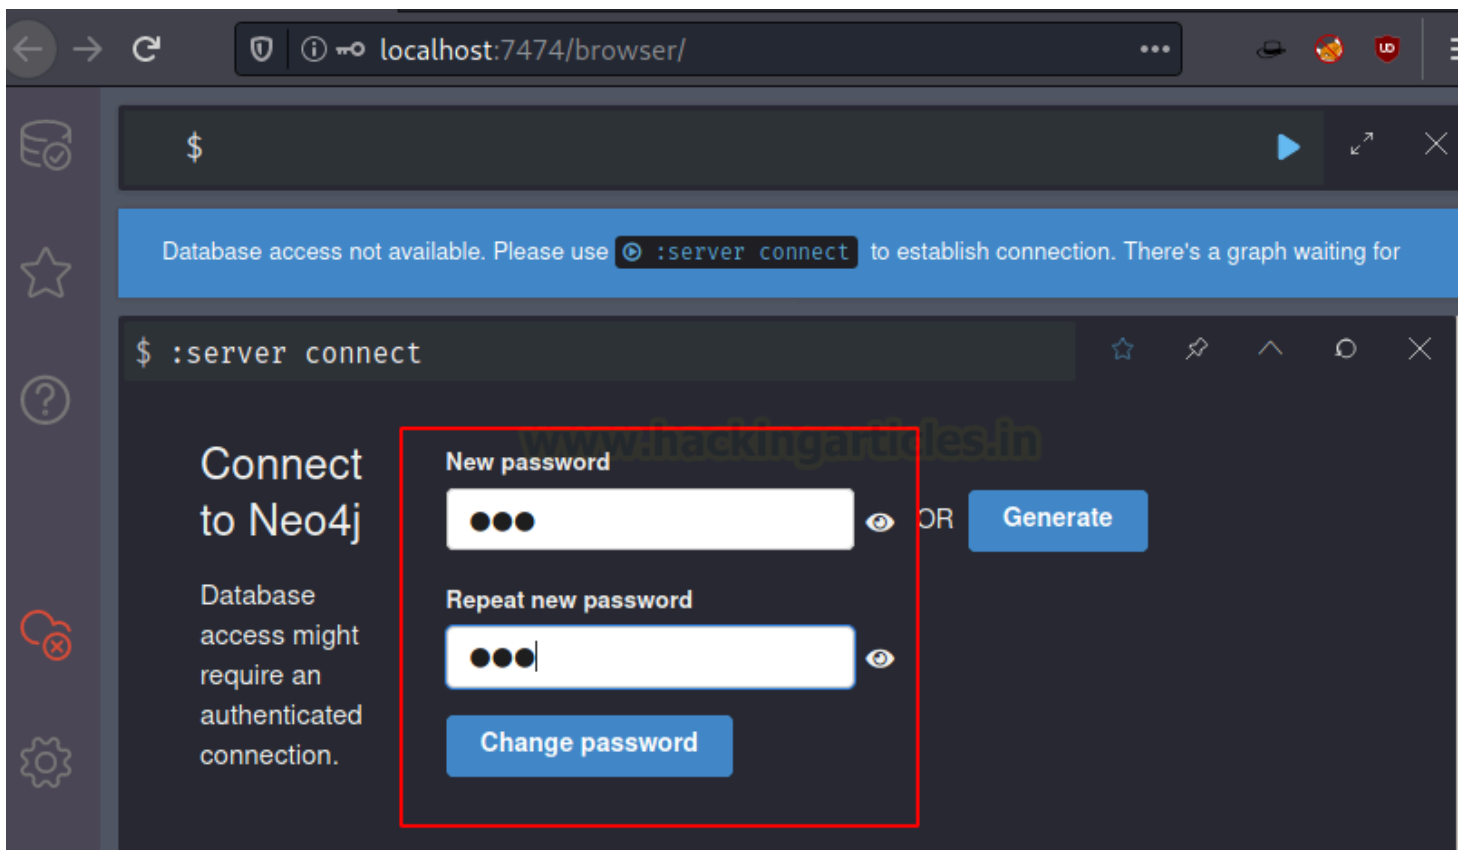 localhost:7474/browser/
$
Database access not available. Please use :server connect to establish connection. There's a graph waiting for
$ :server connect
www.hackingarticles.in
Connect
to Neo4j
Database
access might
require an
authenticated
connection.
New password
●●●
OR Generate
Repeat new password
●●●
Change password